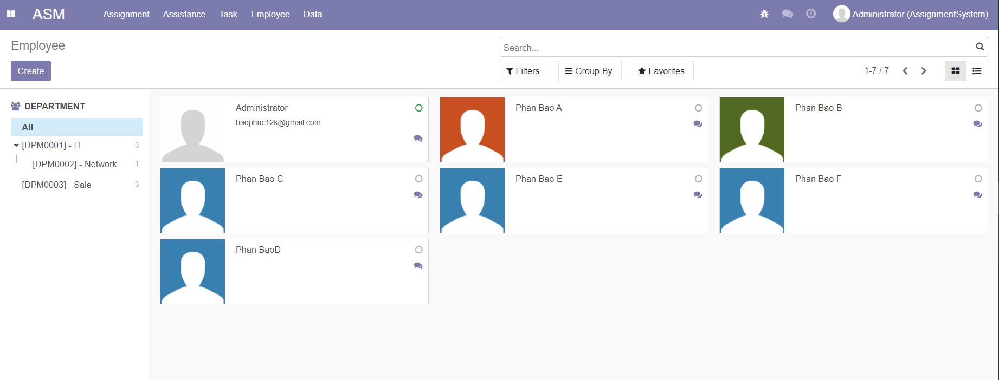 ASM
Assignment Assistance Task Employee Data
Administrator (AssignmentSystem)
Employee
Search...
Create
Filters Group By Favorites
1-7 / 7
DEPARTMENT
All
[DPM0001] - IT 3
[DPM0002] - Network 1
[DPM0003] - Sale 3
Administrator
baophuc12k@gmail.com
Phan Bao A
Phan Bao B
Phan Bao C
Phan Bao E
Phan Bao F
Phan BaoD